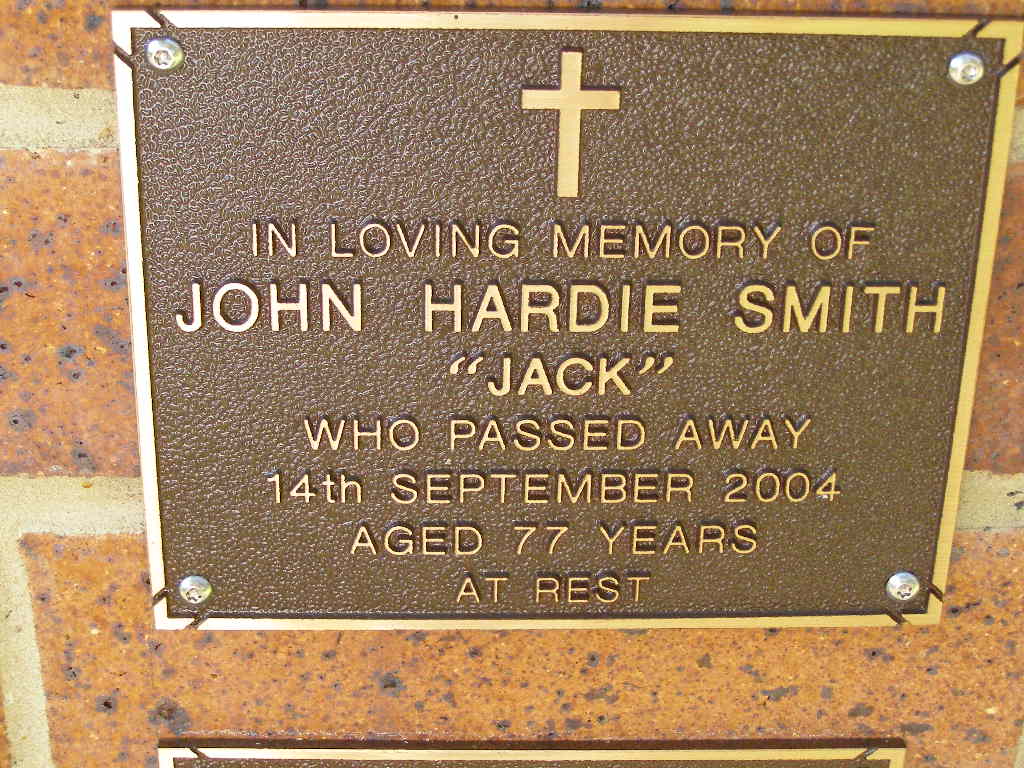 IN LOVING MEMORY OF
JOHN HARDIE SMITH
“JACK”
WHO PASSED AWAY
14th SEPTEMBER 2004
AGED 77 YEARS
AT REST